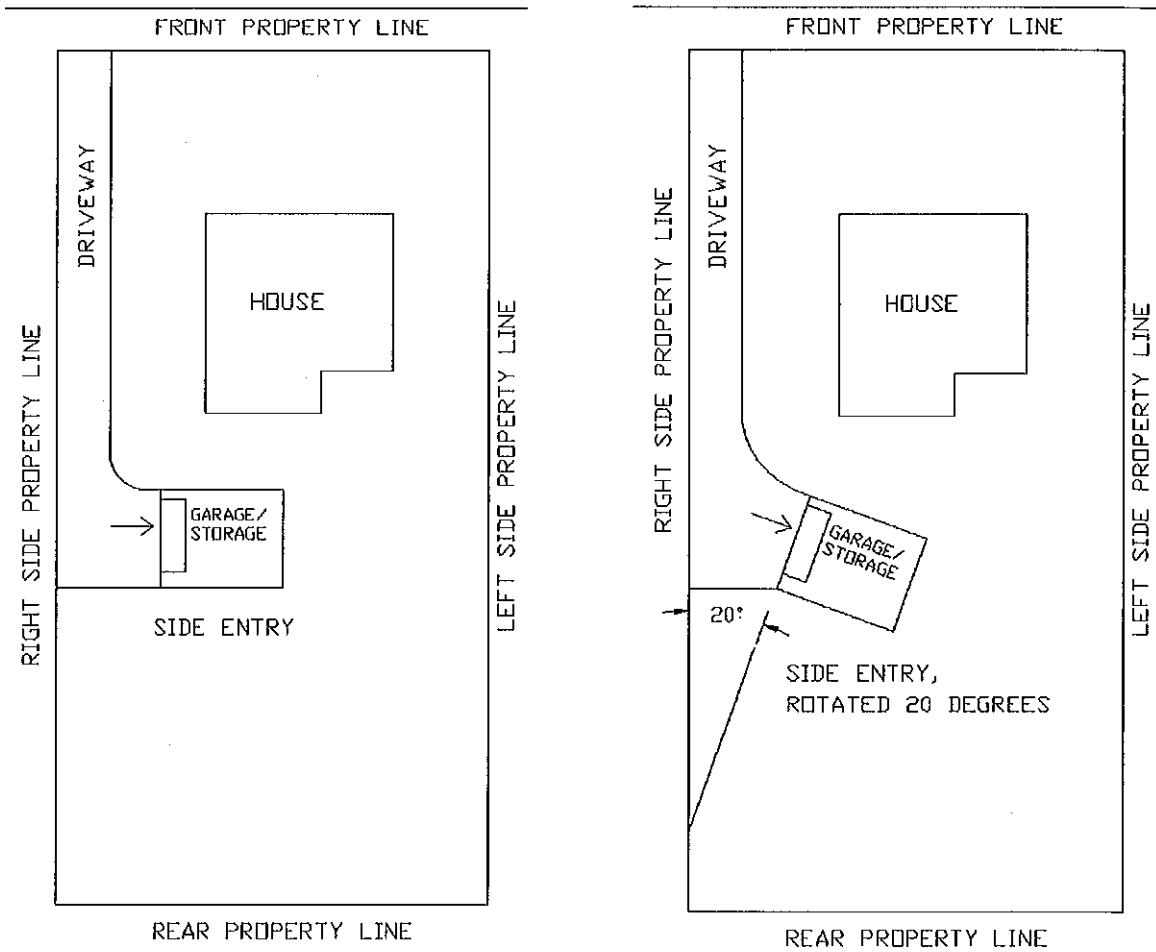 FRONT PROPERTY LINE
DRIVEWAY
HOUSE
RIGHT SIDE PROPERTY LINE
LEFT SIDE PROPERTY LINE
GARAGE/
STORAGE
SIDE ENTRY
REAR PROPERTY LINE
FRONT PROPERTY LINE
RIGHT SIDE PROPERTY LINE
DRIVEWAY
HOUSE
LEFT SIDE PROPERTY LINE
GARAGE/
STORAGE
20°
SIDE ENTRY,
ROTATED 20 DEGREES
REAR PROPERTY LINE